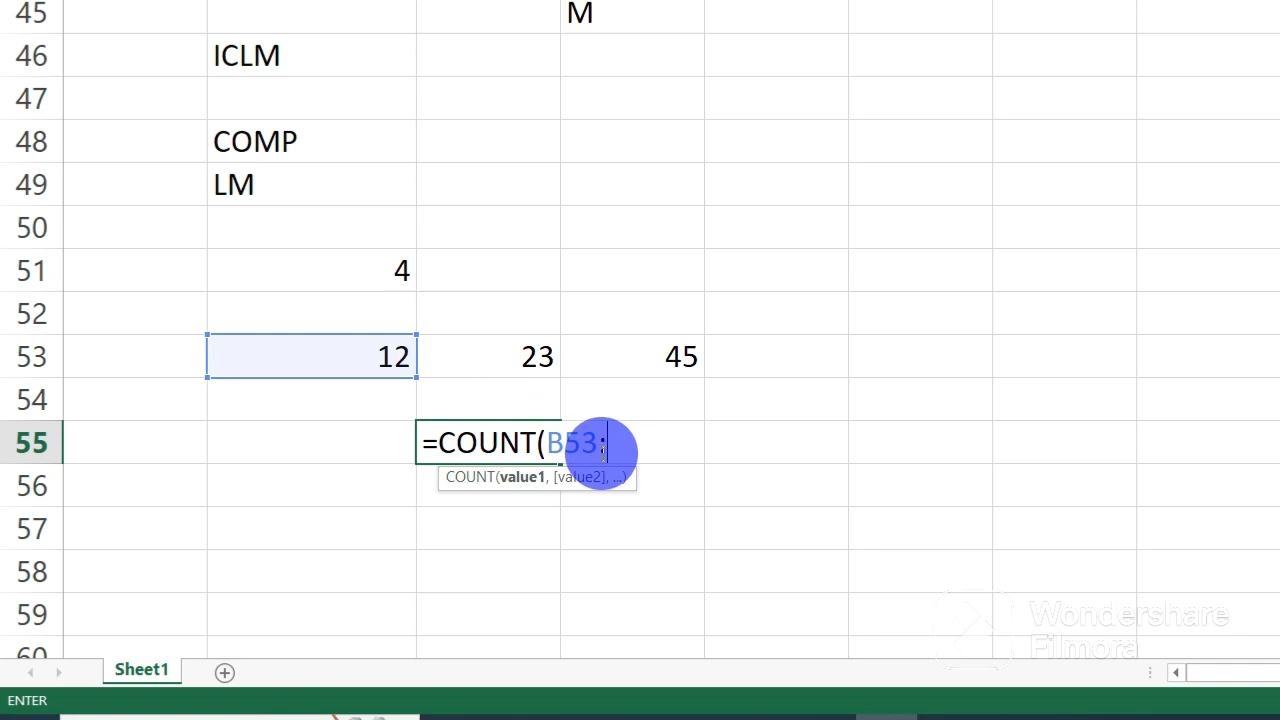 45 M
46 ICLM
47
48 COMP
49 LM
50
51 4
52
53 12 23 45
54
55 =COUNT(B53:
COUNT(value1, [value2], ...)
56
57
58
59
60
Wondershare
Filmora
Sheet1
ENTER